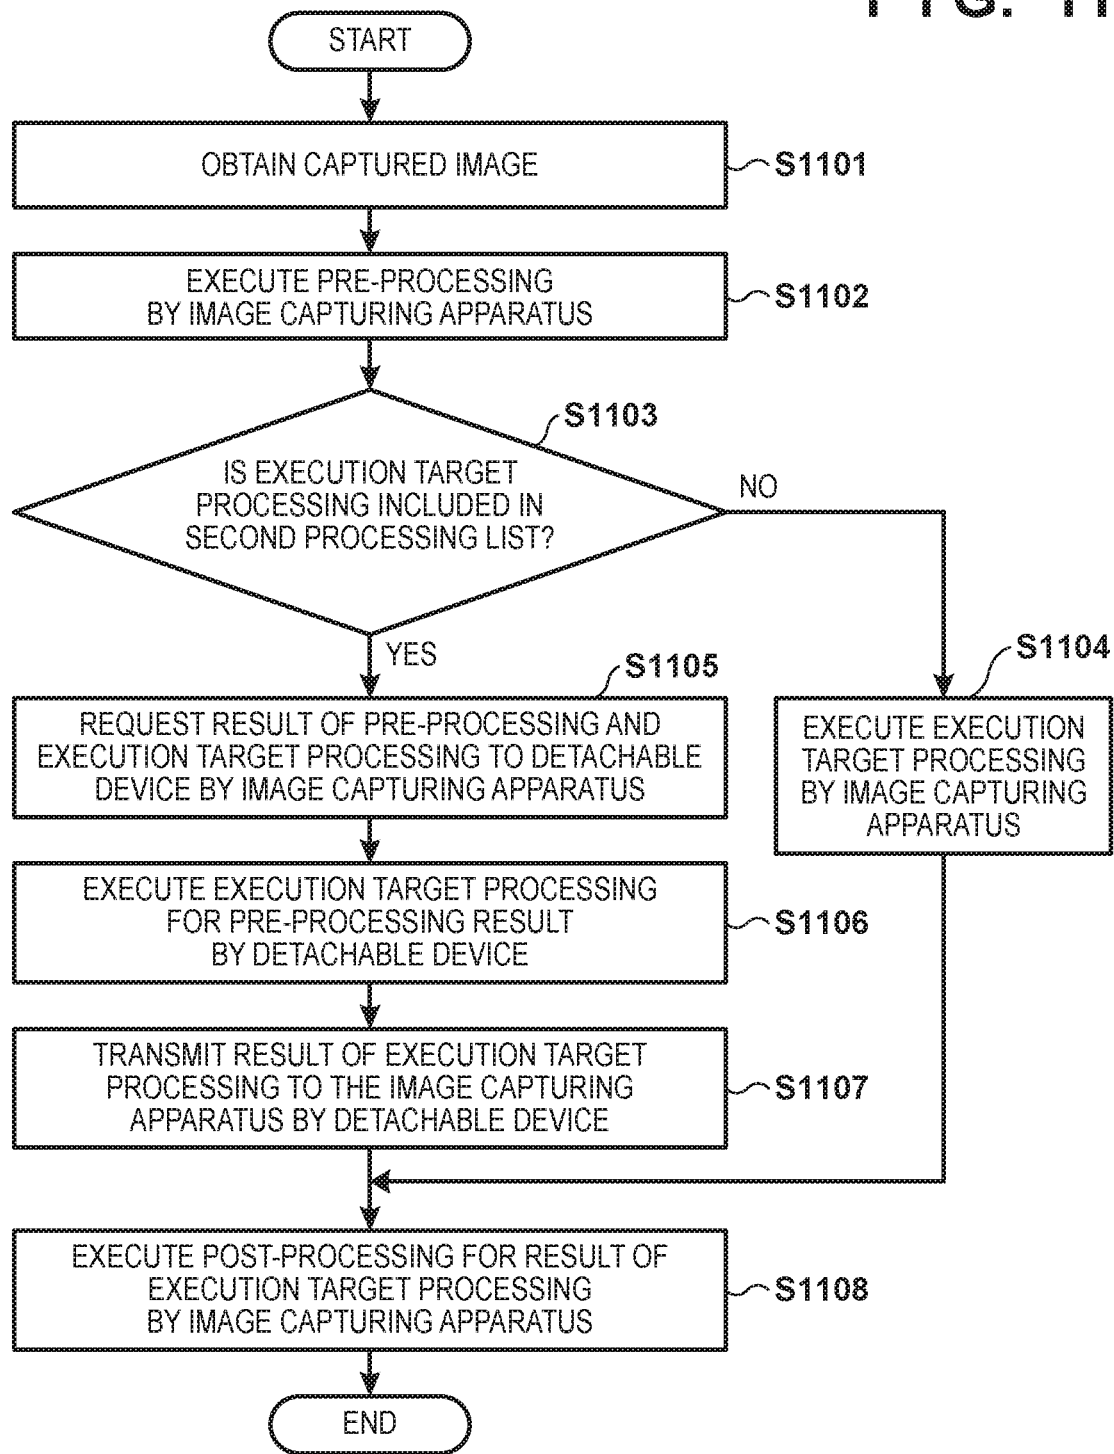 FIG. 11
START
OBTAIN CAPTURED IMAGE
S1101
EXECUTE PRE-PROCESSING
BY IMAGE CAPTURING APPARATUS
S1102
S1103
IS EXECUTION TARGET
PROCESSING INCLUDED IN
SECOND PROCESSING LIST?
NO
YES
S1105
REQUEST RESULT OF PRE-PROCESSING AND
EXECUTION TARGET PROCESSING TO DETACHABLE
DEVICE BY IMAGE CAPTURING APPARATUS
S1104
EXECUTE EXECUTION
TARGET PROCESSING
BY IMAGE CAPTURING
APPARATUS
EXECUTE EXECUTION TARGET PROCESSING
FOR PRE-PROCESSING RESULT
BY DETACHABLE DEVICE
S1106
TRANSMIT RESULT OF EXECUTION TARGET
PROCESSING TO THE IMAGE CAPTURING
APPARATUS BY DETACHABLE DEVICE
S1107
EXECUTE POST-PROCESSING FOR RESULT OF
EXECUTION TARGET PROCESSING
BY IMAGE CAPTURING APPARATUS
S1108
END